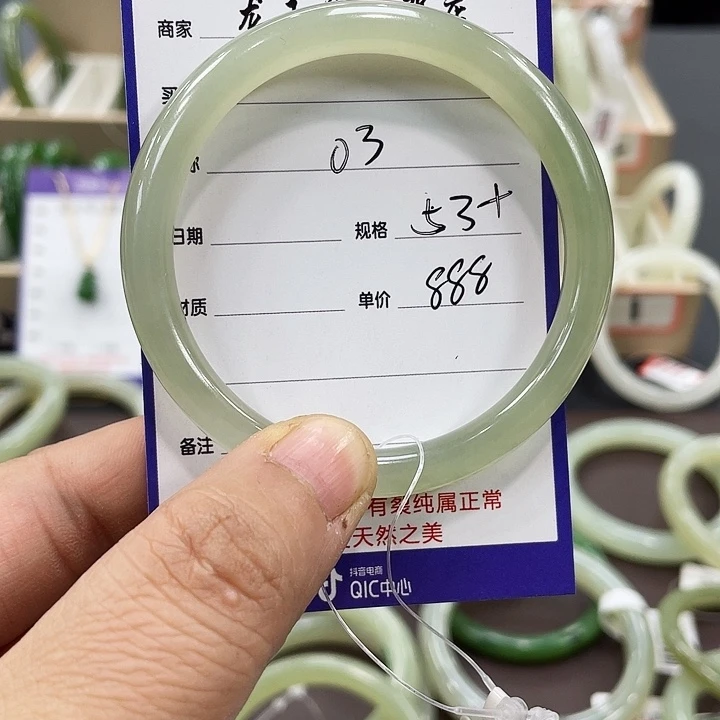 商家
03
日期
规格 53+
材质
单价 888
备注
有裂纯属正常
天然之美
抖音电商
QIC中心